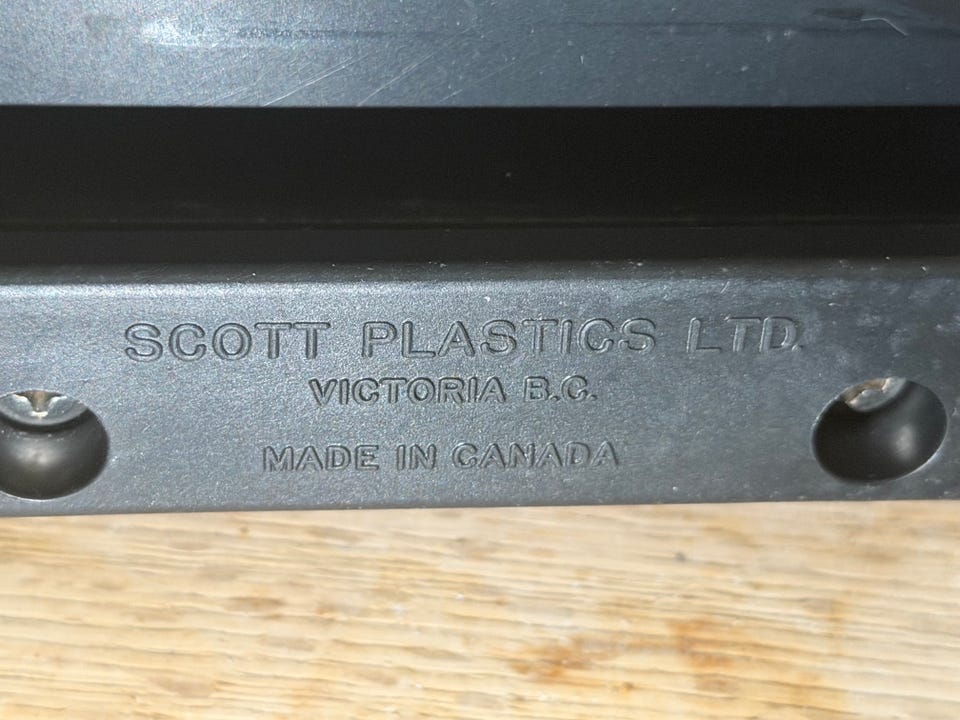 SCOTT PLASTICS LTD.
VICTORIA B.C.
MADE IN CANADA